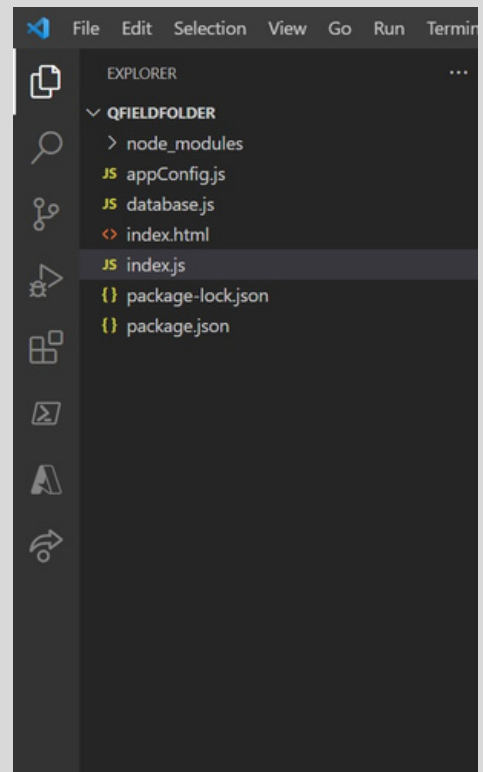 File Edit Selection View Go Run Termin
EXPLORER
QFIELDFOLDER
node_modules
JS appConfig.js
JS database.js
<> index.html
JS index.js
{} package-lock.json
{} package.json